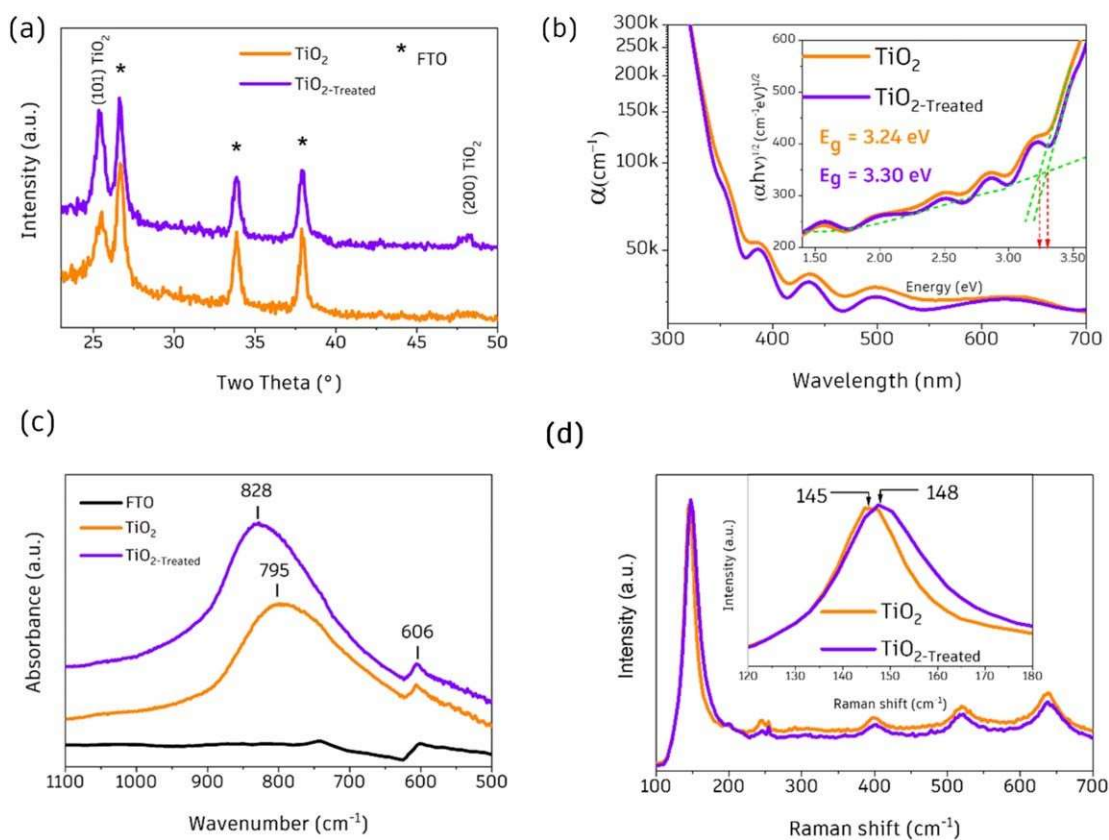 (a)
TiO2
TiO2-Treated
* FTO
(101) TiO2
*
*
*
(200) TiO2
Intensity (a.u.)
25 30 35 40 45 50
Two Theta (°)
(b)
300k
250k
200k
150k
100k
50k
α(cm-1)
300 400 500 600 700
Wavelength (nm)
600
500
400
300
200
(αhν)1/2 (cm-1eV)1/2
TiO2
TiO2-Treated
Eg = 3.24 eV
Eg = 3.30 eV
Energy (eV)
1.50 2.00 2.50 3.00 3.50
(c)
FTO
TiO2
TiO2-Treated
828
795
606
Absorbance (a.u.)
1100 1000 900 800 700 600 500
Wavenumber (cm-1)
(d)
145
148
TiO2
TiO2-Treated
Intensity (a.u.)
120 130 140 150 160 170 180
Raman shift (cm-1)
Intensity (a.u.)
100 200 300 400 500 600 700
Raman shift (cm-1)